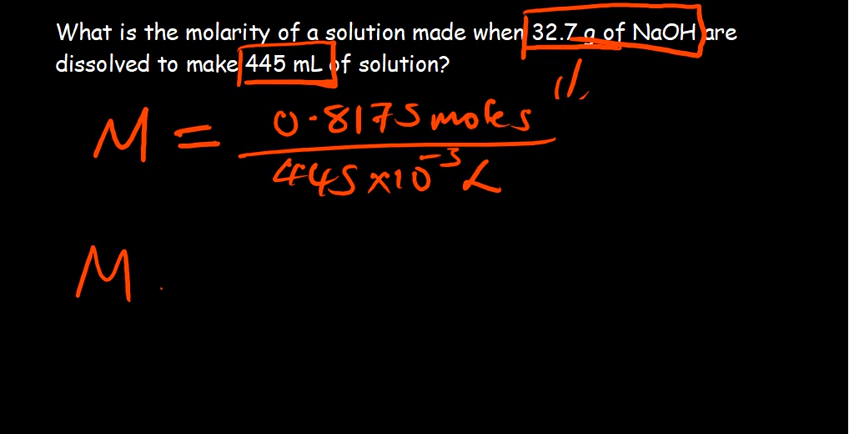 What is the molarity of a solution made when 32.7 g of NaOH are
dissolved to make 445 mL of solution?
M = 0.8175 moles
445 x 10⁻³ L
M